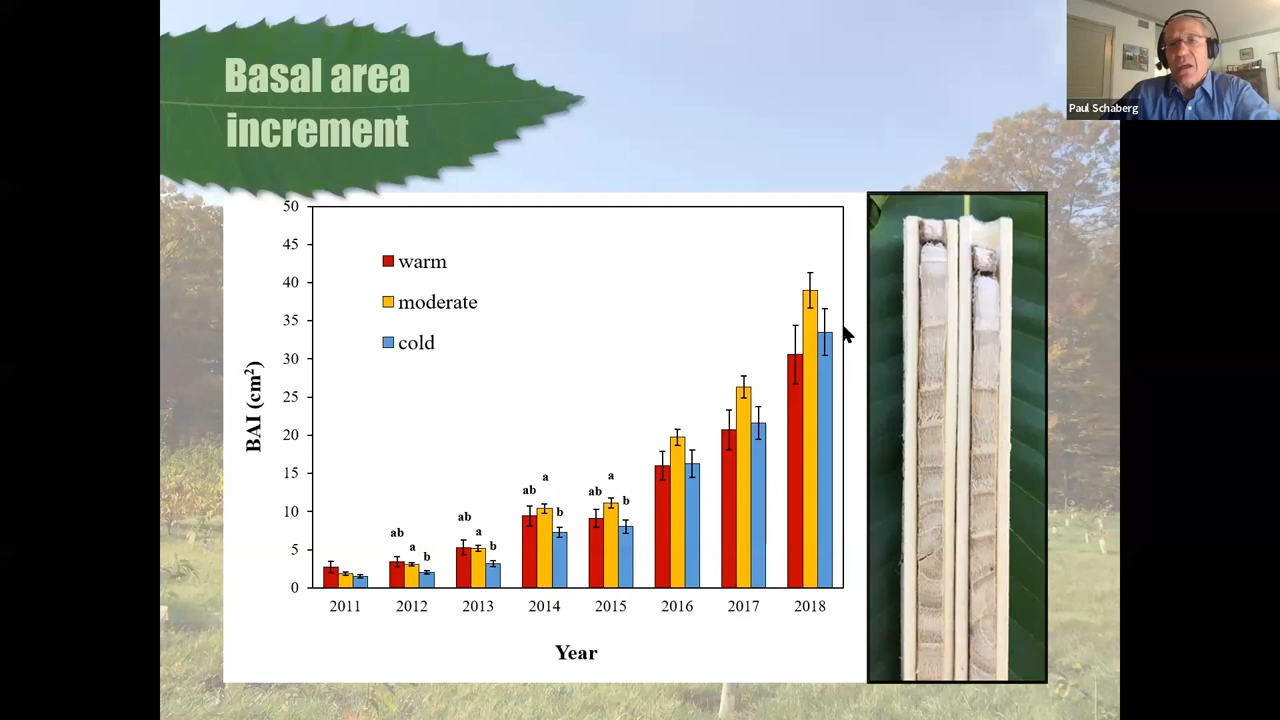 Basal area
increment
Paul Schaberg
50
45
40
35
30
25
20
15
10
5
0
BAI (cm²)
warm
moderate
cold
ab
a
b
ab
a
b
ab
a
b
ab
a
b
2011 2012 2013 2014 2015 2016 2017 2018
Year